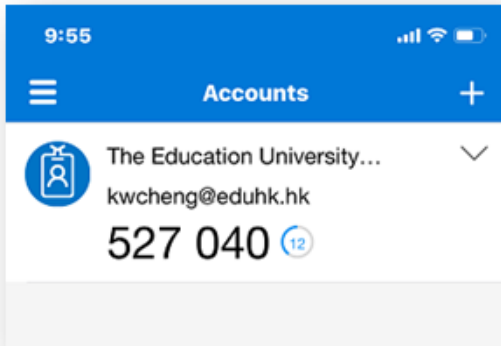 9:55
Accounts
The Education University...
kwcheng@eduhk.hk
527 040 12